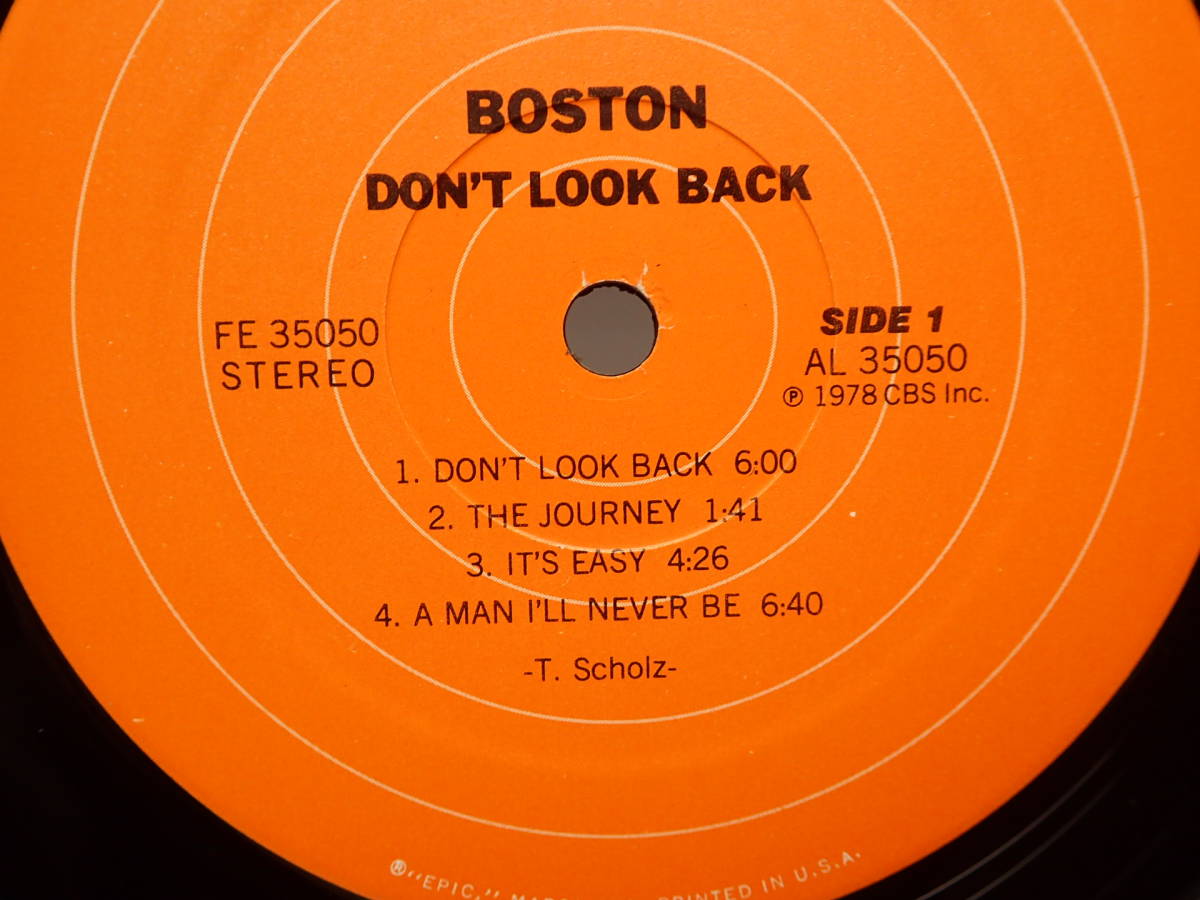 BOSTON
DON'T LOOK BACK
FE 35050
STEREO
SIDE 1
AL 35050
Ⓟ 1978 CBS Inc.
1. DON'T LOOK BACK 6:00
2. THE JOURNEY 1:41
3. IT'S EASY 4:26
4. A MAN I'LL NEVER BE 6:40
-T. Scholz-
® "EPIC," PRINTED IN U.S.A.